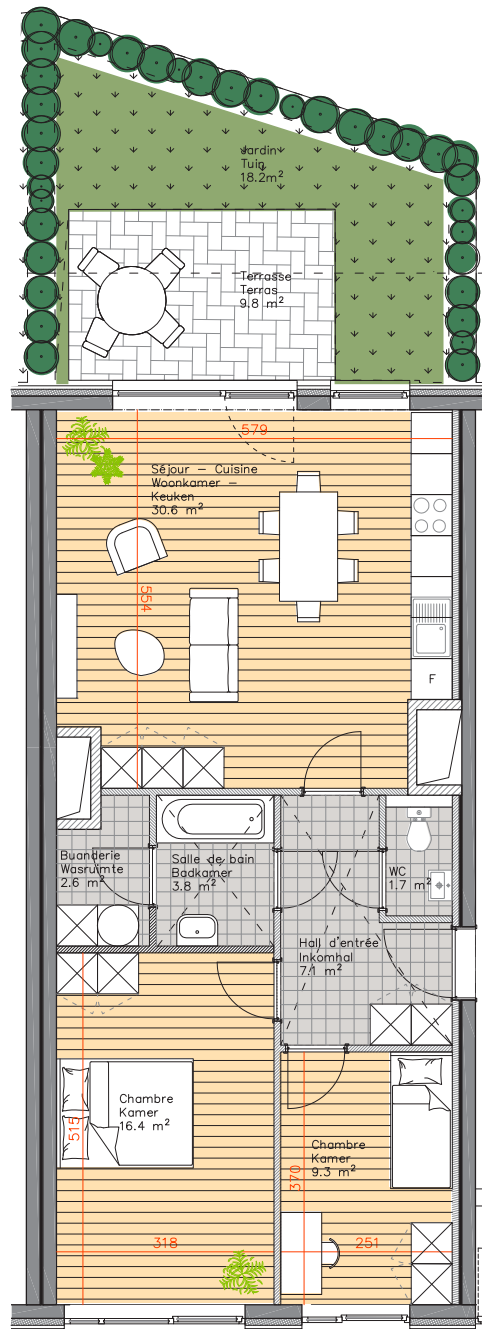 Jardin
Tuin
18.2m²
Terrasse
Terras
9.8 m²
579
Séjour – Cuisine
Woonkamer –
Keuken
30.6 m²
554
F
Buanderie
Wasruimte
2.6 m²
Salle de bain
Badkamer
3.8 m²
WC
1.7 m²
Hall d'entrée
Inkomhal
7.1 m²
Chambre
Kamer
16.4 m²
515
Chambre
Kamer
9.3 m²
370
318
251